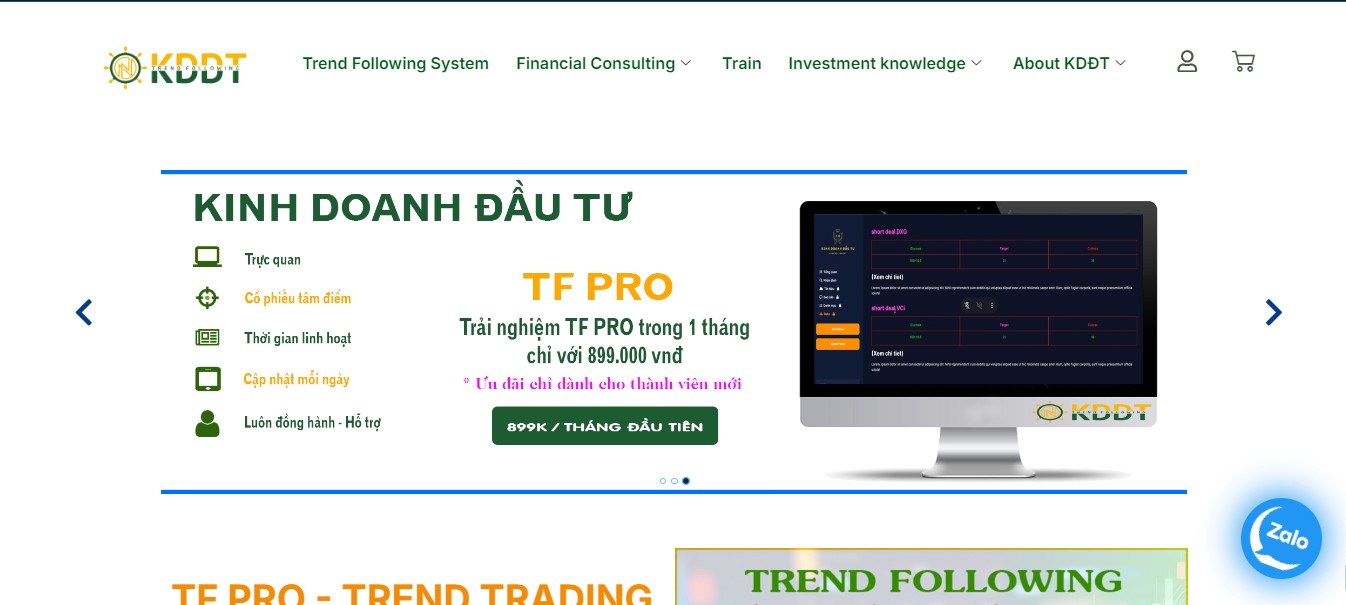 KDĐT
TREND FOLLOWING
Trend Following System
Financial Consulting
Train
Investment knowledge
About KDĐT
KINH DOANH ĐẦU TƯ
Trực quan
Cổ phiếu tâm điểm
Thời gian linh hoạt
Cập nhật mỗi ngày
Luôn đồng hành - Hỗ trợ
TF PRO
Trải nghiệm TF PRO trong 1 tháng
chỉ với 899.000 vnđ
* Ưu đãi chỉ dành cho thành viên mới
899K / THÁNG ĐẦU TIÊN
short deal DXG
Target
(Xem chi tiết)
short deal VCI
Target
(Xem chi tiết)
KDĐT
Zalo
TF PRO - TREND TRADING
TREND FOLLOWING